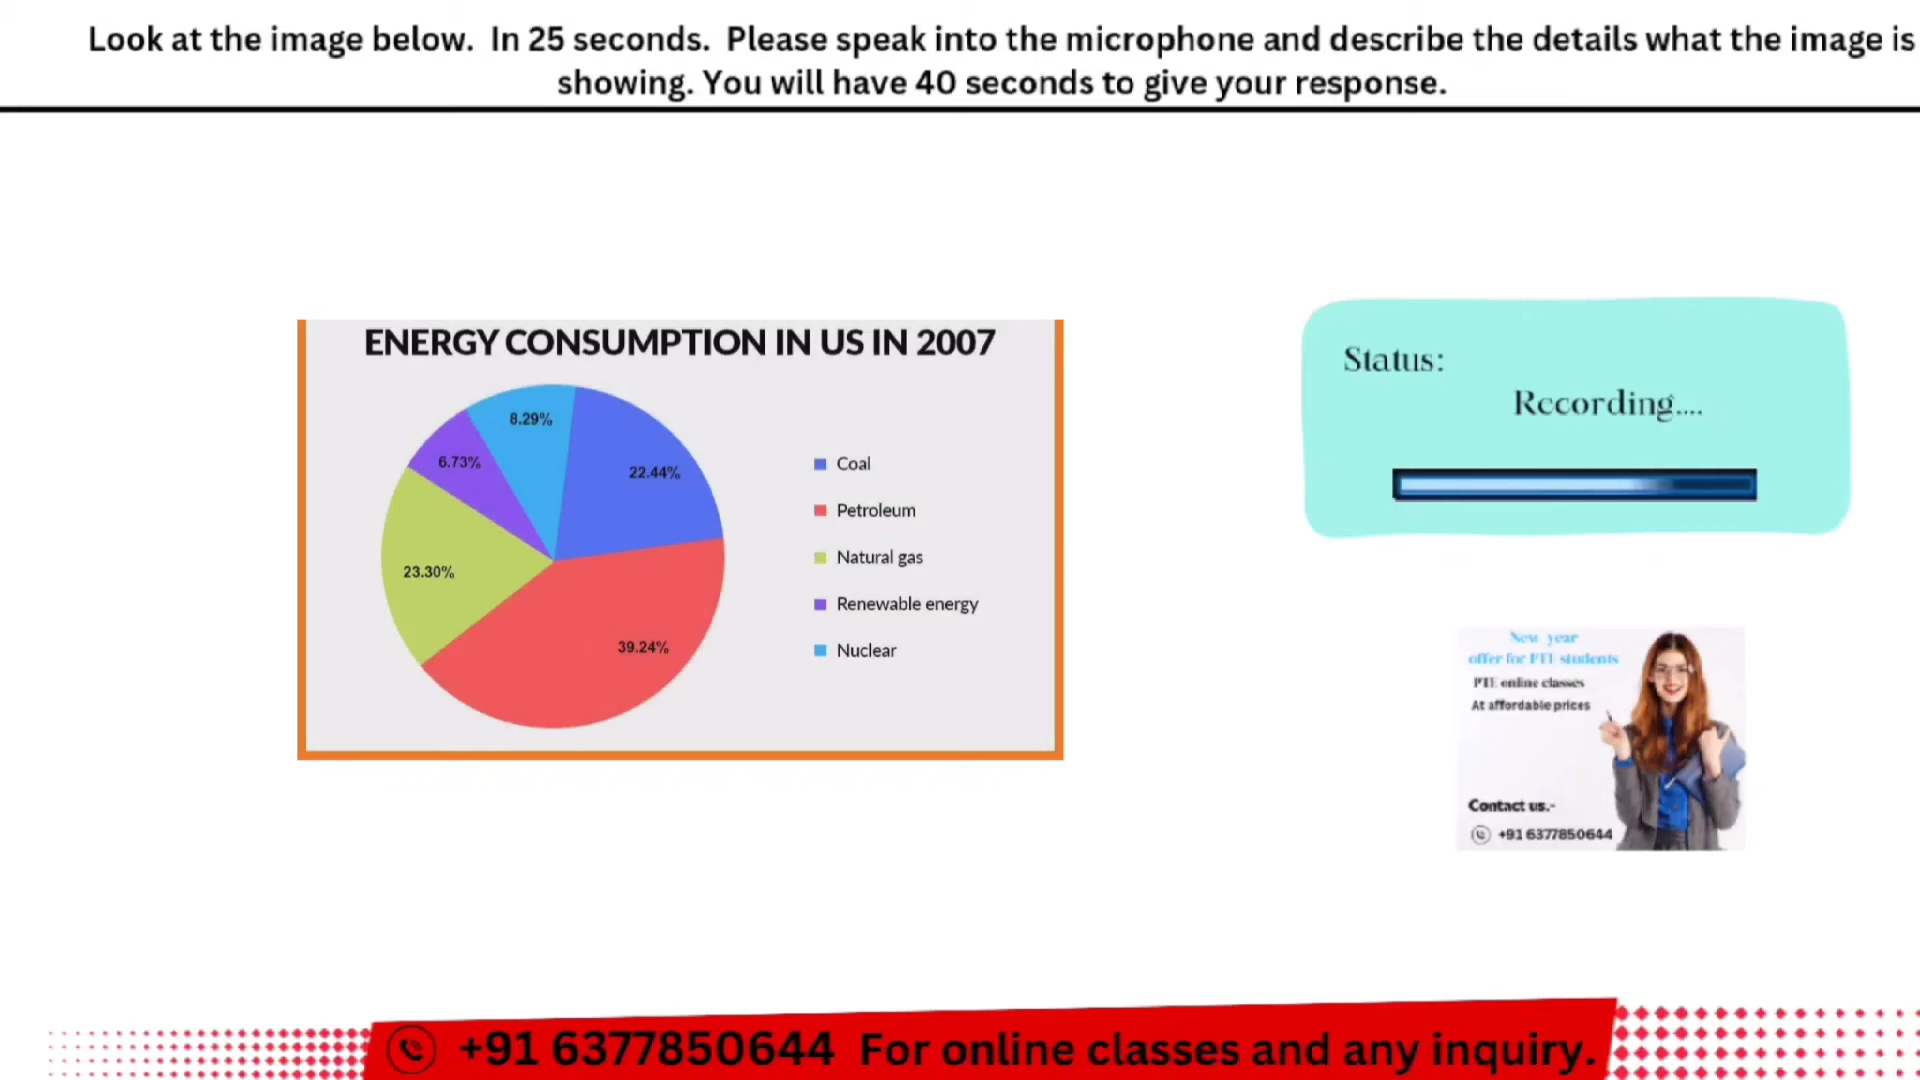 Look at the image below. In 25 seconds. Please speak into the microphone and describe the details what the image is
showing. You will have 40 seconds to give your response.
ENERGY CONSUMPTION IN US IN 2007
8.29%
22.44%
6.73%
23.30%
39.24%
Coal
Petroleum
Natural gas
Renewable energy
Nuclear
Status:
Recording....
New year
offer for PTE students
PTE online classes
At affordable prices
Contact us.-
+91 6377850644
+91 6377850644 For online classes and any inquiry.